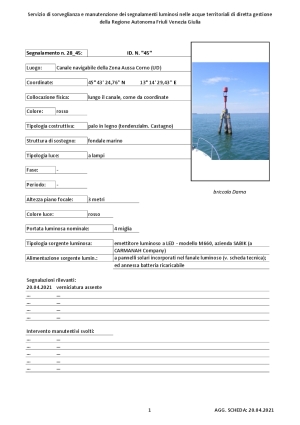 Servizio di sorveglianza e manutenzione dei segnalamenti luminosi nelle acque territoriali di diretta gestione
della Regione Autonoma Friuli Venezia Giulia
Segnalamento n. 28_45: ID. N. "45"
Luogo: Canale navigabile della Zona Aussa Corno (UD)
Coordinate: 45° 43' 24,76" N 13° 14' 29,43" E
Collocazione fisica: lungo il canale, come da coordinate
Colore: rosso
Tipologia costruttiva: palo in legno (tendenzialm. Castagno)
Struttura di sostegno: fondale marino
Tipologia luce: a lampi
Fase: -
Periodo: -
bricola Dama
Altezza piano focale: 3 metri
Colore luce: rosso
Portata luminosa nominale: 4 miglia
Tipologia sorgente luminosa: emettitore luminoso a LED - modello M660, azienda SABIK (a
CARMANAH Company)
Alimentazione sorgente lumin.: a pannelli solari incorporati nel fanale luminoso (v. scheda tecnica);
ed annessa batteria ricaricabile
Segnalazioni rilevanti:
20.04.2021 verniciatura assente
... ...
... ...
... ...
Intervento manutentivi svolti:
... ...
... ...
... ...
... ...
... ...
1 AGG. SCHEDA: 20.04.2021